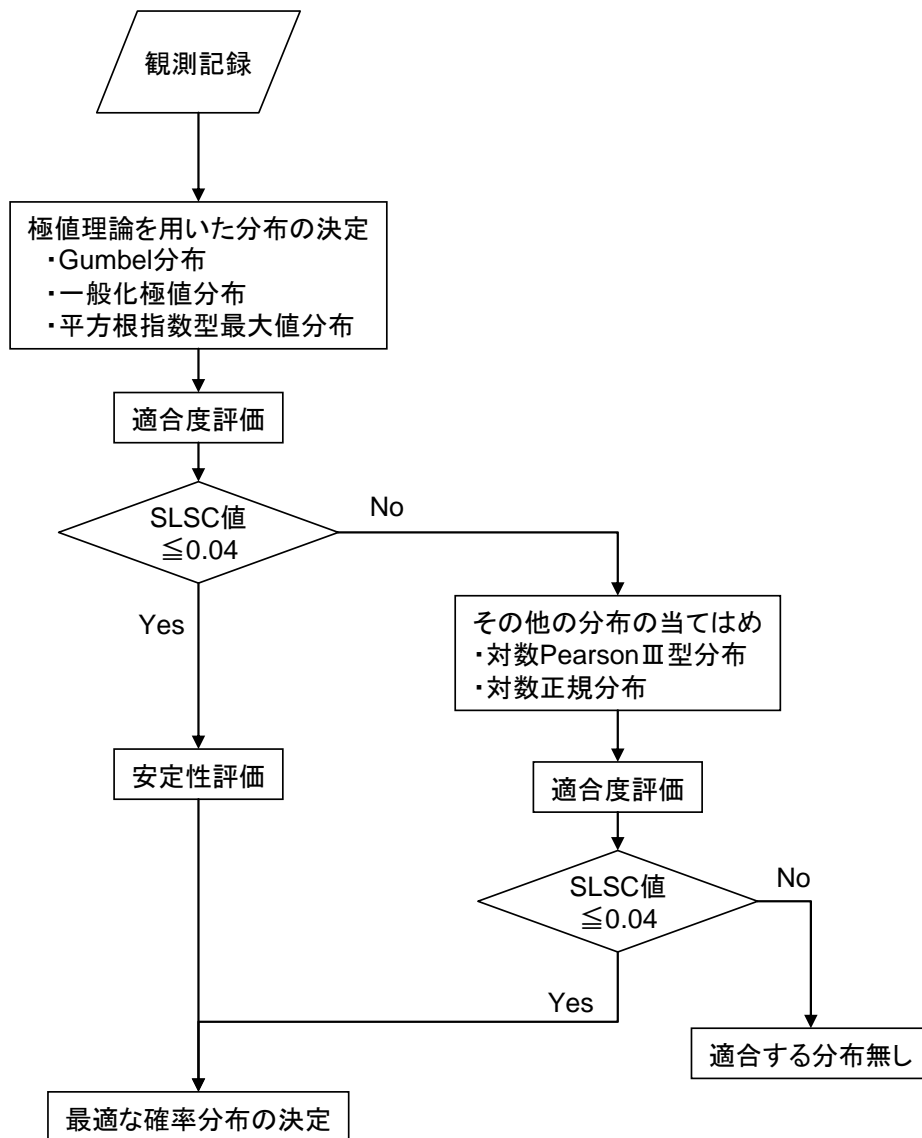 観測記録
極値理論を用いた分布の決定
・Gumbel分布
・一般化極値分布
・平方根指数型最大値分布
適合度評価
SLSC値
≦0.04
No
Yes
その他の分布の当てはめ
・対数PearsonⅢ型分布
・対数正規分布
安定性評価
適合度評価
SLSC値
≦0.04
No
Yes
適合する分布無し
最適な確率分布の決定